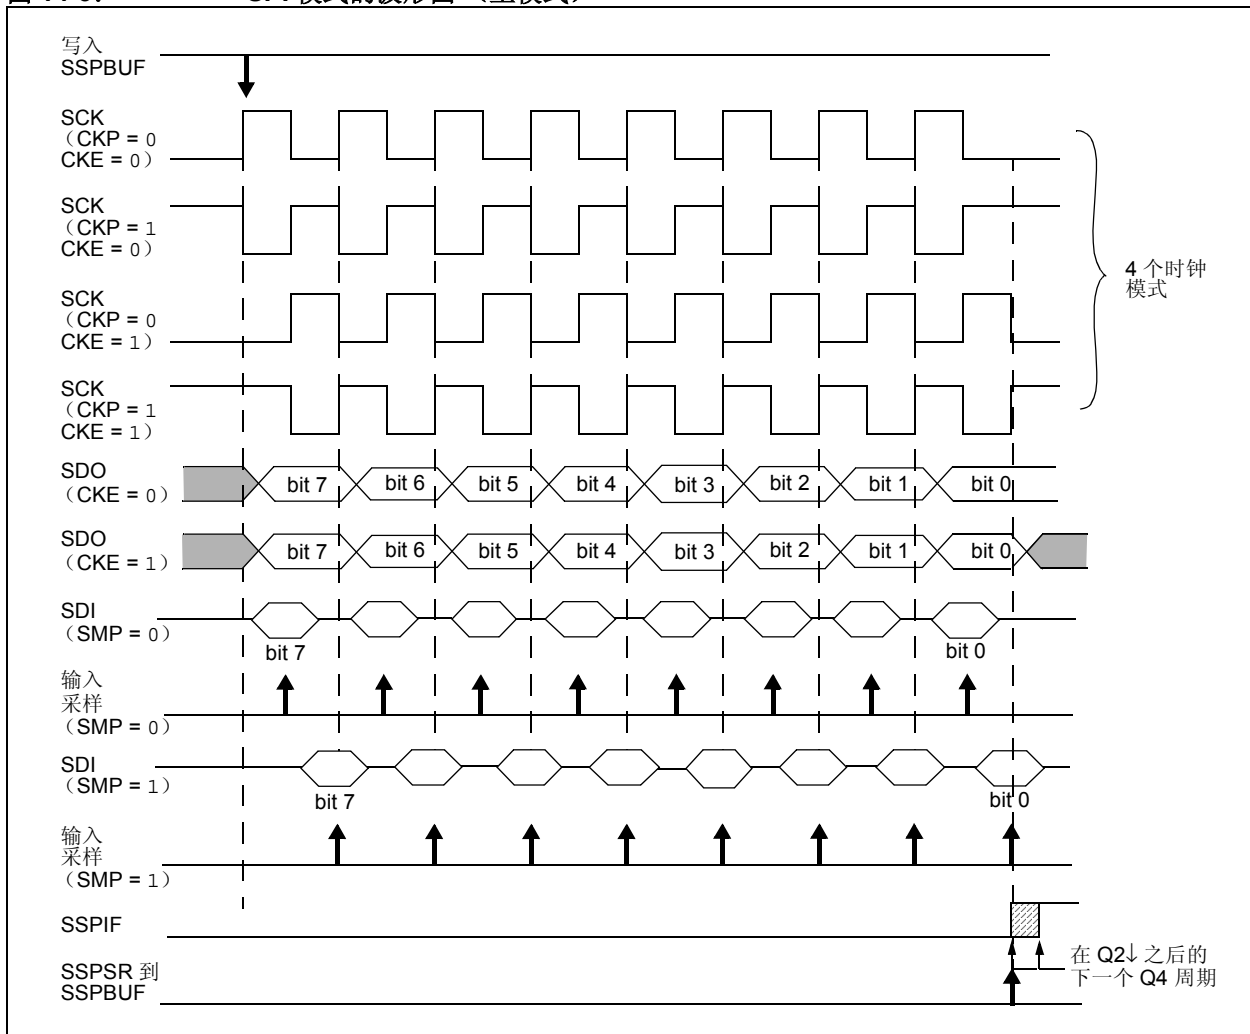 写入
SSPBUF
SCK
（CKP = 0
CKE = 0）
SCK
（CKP = 1
CKE = 0）
SCK
（CKP = 0
CKE = 1）
SCK
（CKP = 1
CKE = 1）
4 个时钟
模式
SDO
（CKE = 0）
bit 7 bit 6 bit 5 bit 4 bit 3 bit 2 bit 1 bit 0
SDO
（CKE = 1）
bit 7 bit 6 bit 5 bit 4 bit 3 bit 2 bit 1 bit 0
SDI
（SMP = 0）
bit 7 bit 0
输入
采样
（SMP = 0）
SDI
（SMP = 1）
bit 7 bit 0
输入
采样
（SMP = 1）
SSPIF
SSPSR 到
SSPBUF
在 Q2↓ 之后的
下一个 Q4 周期